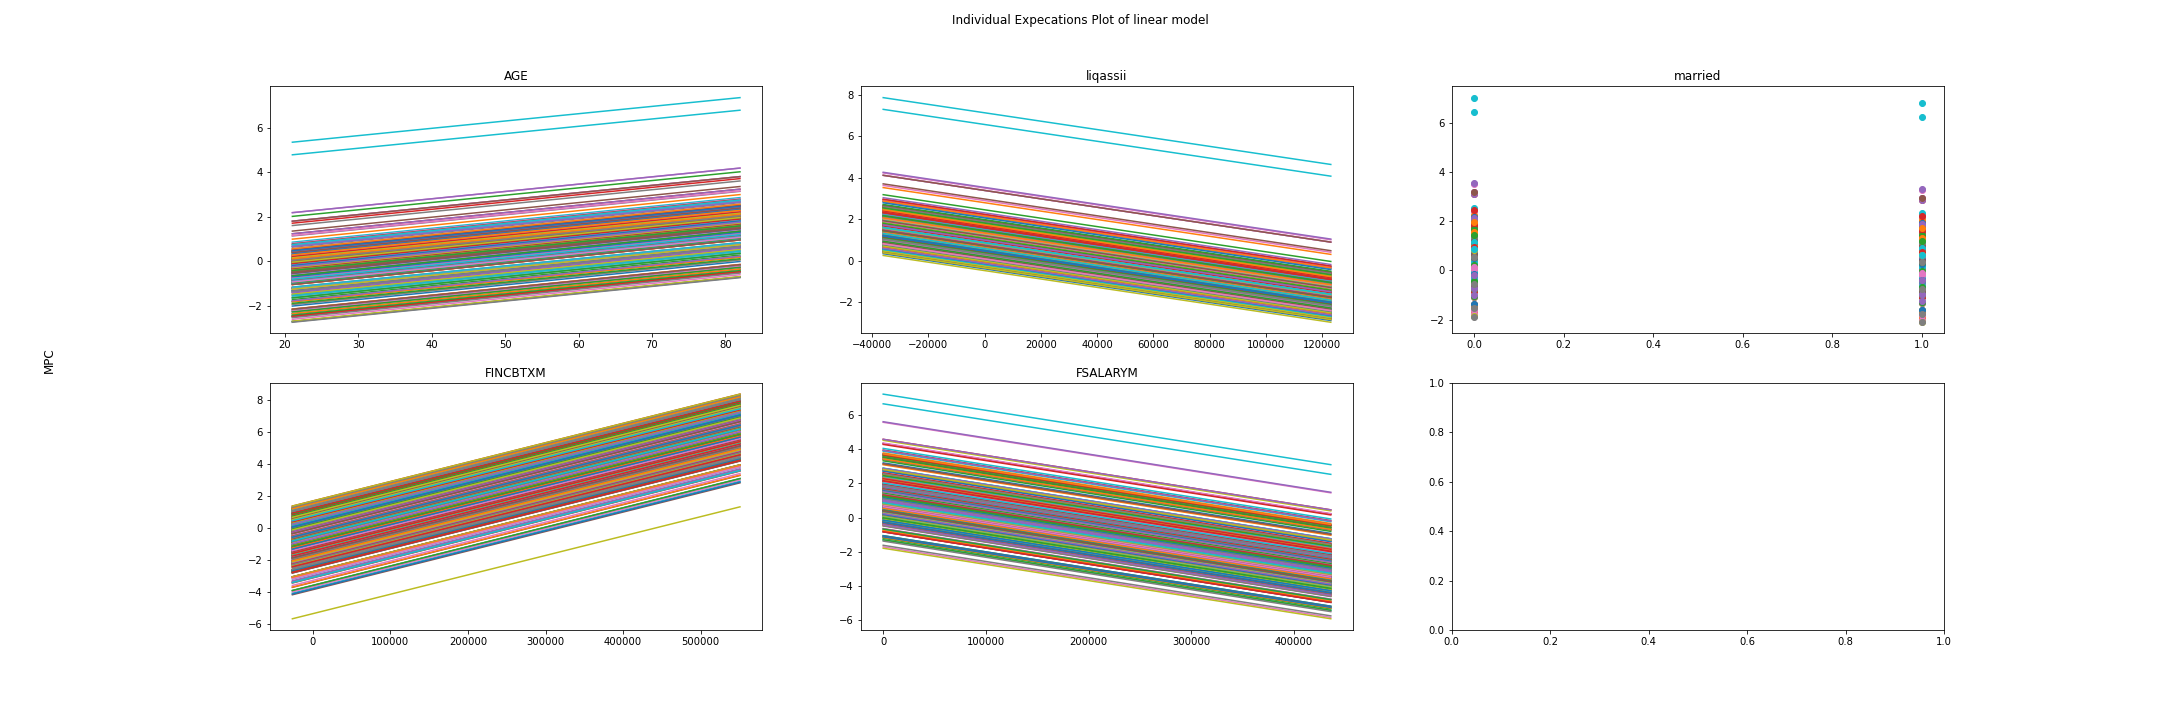 Individual Expecations Plot of linear model
AGE
6
4
2
0
−2
20 30 40 50 60 70 80
liqassii
8
6
4
2
0
−2
−40000 −20000 0 20000 40000 60000 80000 100000 120000
married
6
4
2
0
−2
0.0 0.2 0.4 0.6 0.8 1.0
MPC
FINCBTXM
8
6
4
2
0
−2
−4
−6
0 100000 200000 300000 400000 500000
FSALARYM
6
4
2
0
−2
−4
−6
0 100000 200000 300000 400000
1.0
0.8
0.6
0.4
0.2
0.0
0.0 0.2 0.4 0.6 0.8 1.0